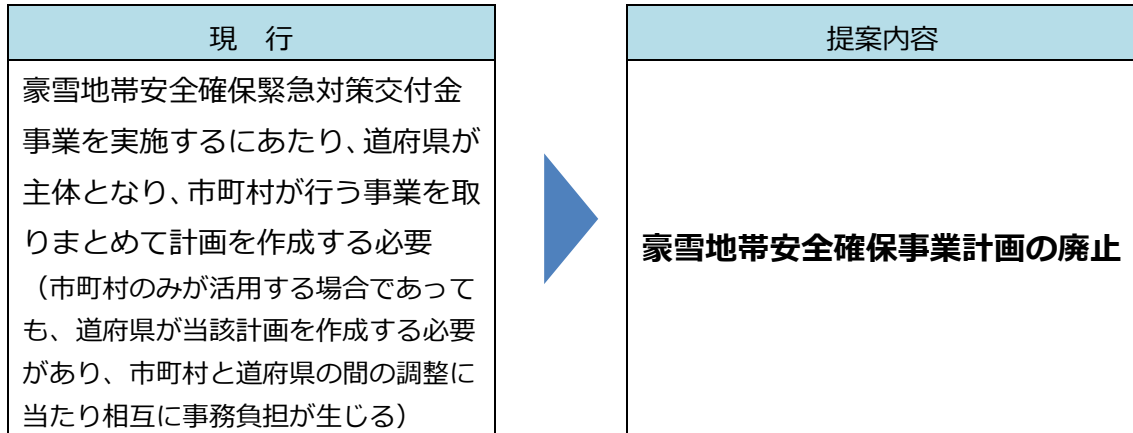 現　行
豪雪地帯安全確保緊急対策交付金
事業を実施するにあたり、道府県が
主体となり、市町村が行う事業を取
りまとめて計画を作成する必要
（市町村のみが活用する場合であって
も、道府県が当該計画を作成する必要
があり、市町村と道府県の間の調整に
当たり相互に事務負担が生じる）
提案内容
豪雪地帯安全確保事業計画の廃止